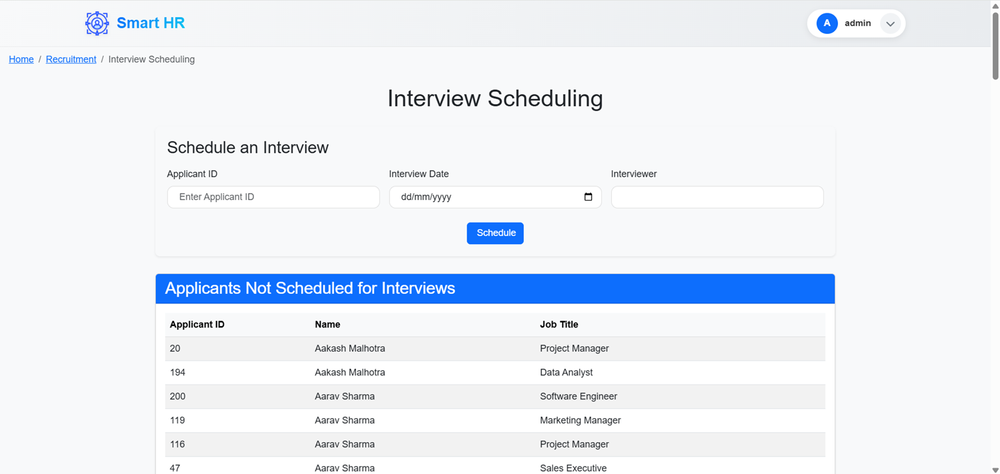 Smart HR
A admin
Home / Recruitment / Interview Scheduling
Interview Scheduling
Schedule an Interview
Applicant ID Interview Date Interviewer
Enter Applicant ID dd/mm/yyyy
Schedule
Applicants Not Scheduled for Interviews
Applicant ID Name Job Title
20 Aakash Malhotra Project Manager
194 Aakash Malhotra Data Analyst
200 Aarav Sharma Software Engineer
119 Aarav Sharma Marketing Manager
116 Aarav Sharma Project Manager
47 Aarav Sharma Sales Executive